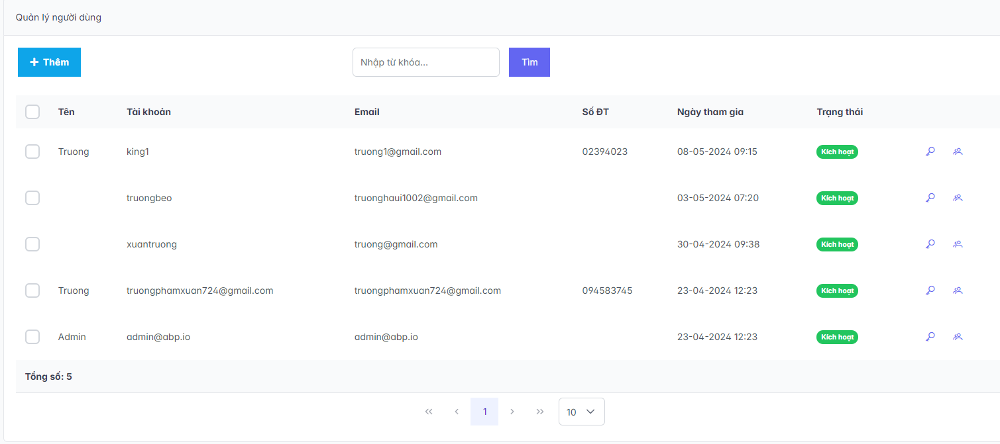 Quản lý người dùng
Thêm
Nhập từ khóa... Tìm
Tên Tài khoản Email Số ĐT Ngày tham gia Trạng thái
Truong king1 truong1@gmail.com 02394023 08-05-2024 09:15 Kích hoạt
truongbeo truonghaui1002@gmail.com 03-05-2024 07:20 Kích hoạt
xuantruong truong@gmail.com 30-04-2024 09:38 Kích hoạt
Truong truongphamxuan724@gmail.com truongphamxuan724@gmail.com 094583745 23-04-2024 12:23 Kích hoạt
Admin admin@abp.io admin@abp.io 23-04-2024 12:23 Kích hoạt
Tổng số: 5
1 10